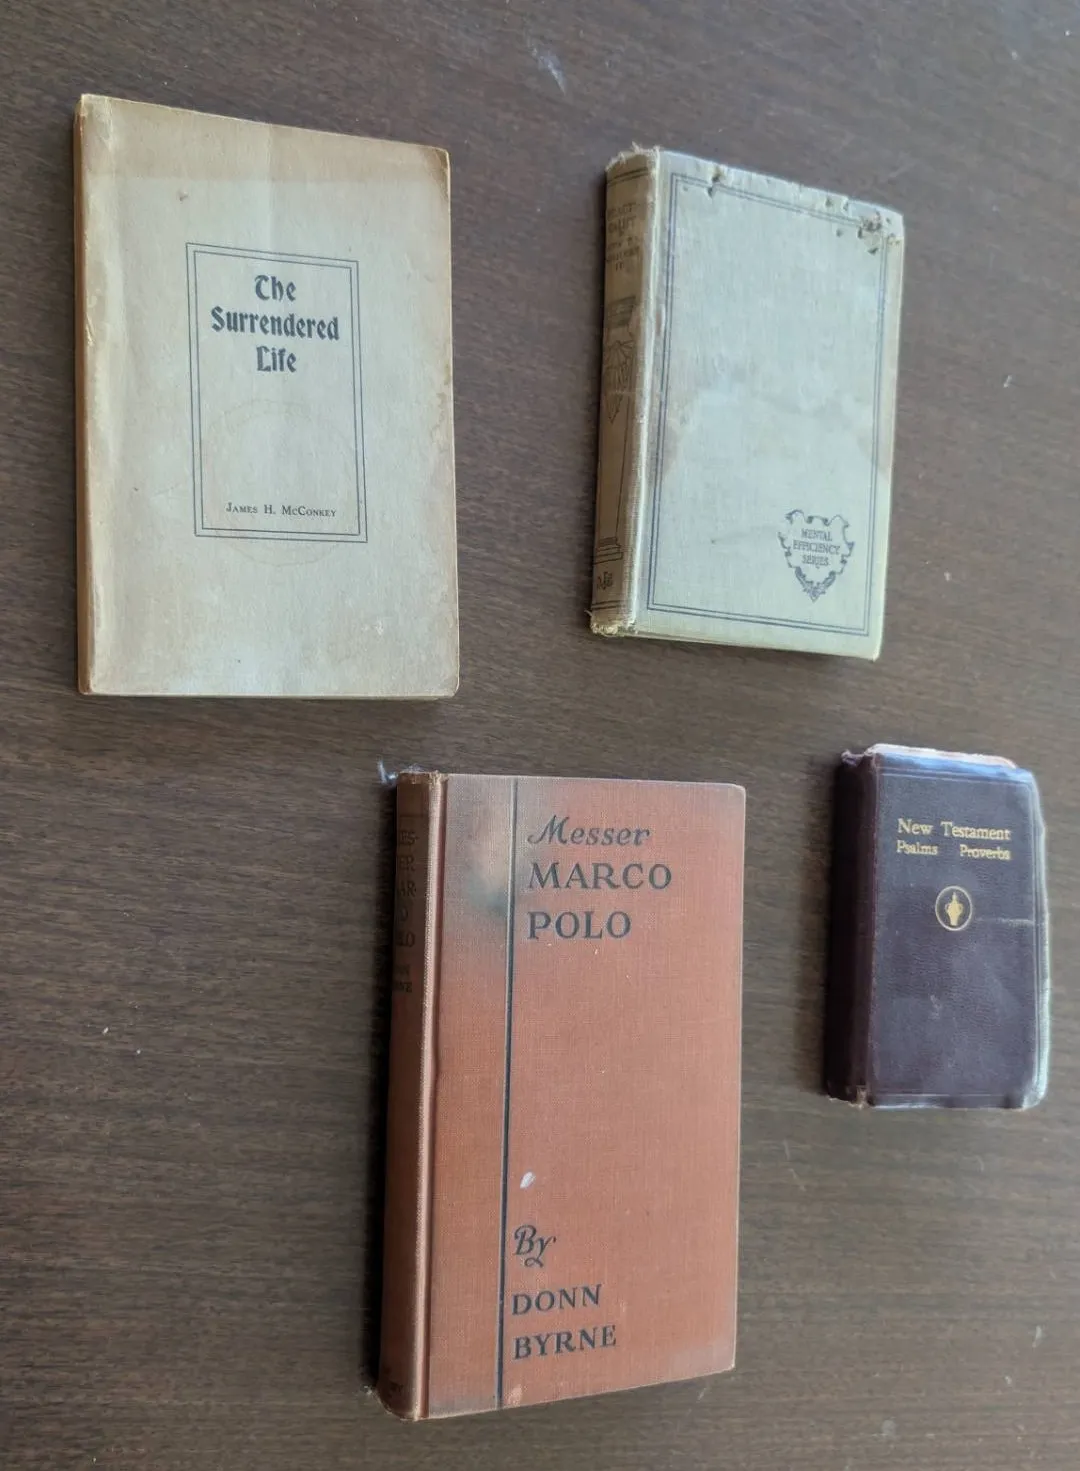 The
Surrendered
Life
James H. McConkey
MENTAL
EFFICIENCY
SERIES
Messer
MARCO
POLO
By
DONN
BYRNE
New Testament
Psalms Proverbs